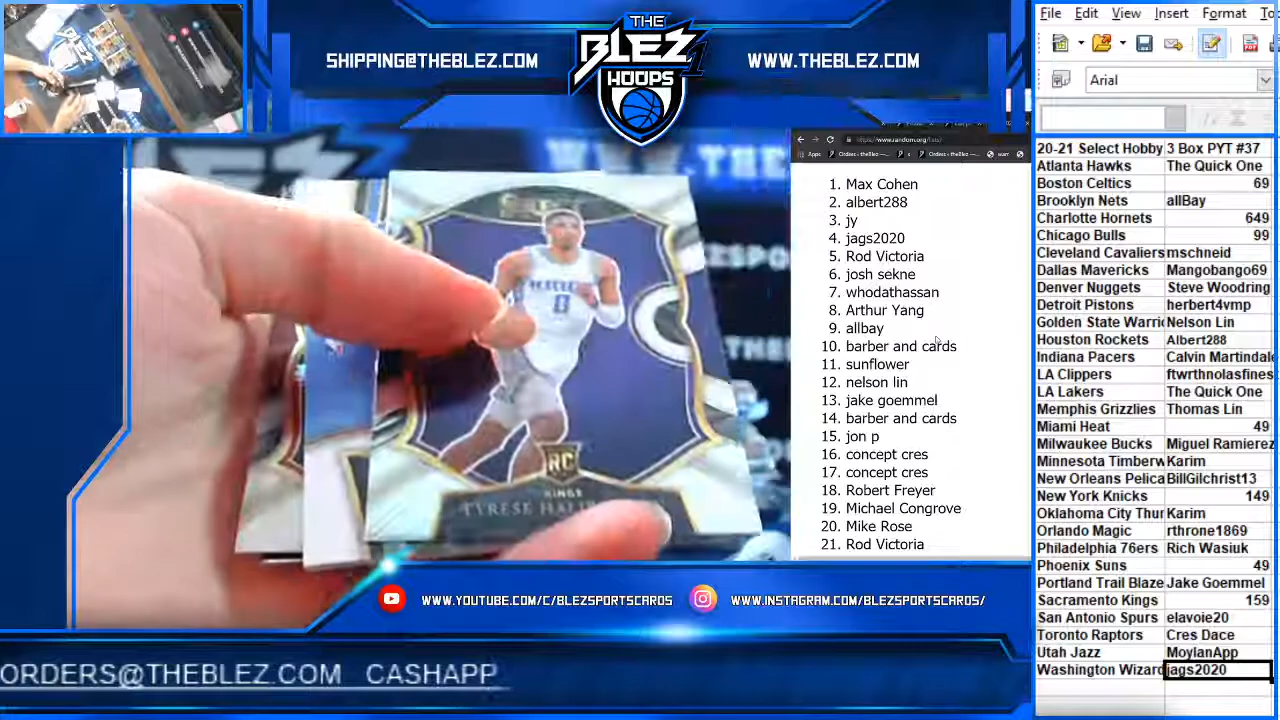 SHIPPING@THEBLEZ.COM
THE
BLEZ
1
HOOPS
WWW.THEBLEZ.COM
SELECT
KINGS
RC
KINGS
TYRESE
0
1. Max Cohen
2. albert288
3. jy
4. jags2020
5. Rod Victoria
6. josh sekne
7. whodathassan
8. Arthur Yang
9. allbay
10. barber and cards
11. sunflower
12. nelson lin
13. jake goemmel
14. barber and cards
15. jon p
16. concept cres
17. concept cres
18. Robert Freyer
19. Michael Congrove
20. Mike Rose
21. Rod Victoria
WWW.YOUTUBE.COM/C/BLEZSPORTSCARDS
WWW.INSTAGRAM.COM/BLEZSPORTSCARDS/
ORDERS@THEBLEZ.COM CASHAPP
File Edit View Insert Format To
Arial
20-21 Select Hobby 3 Box PYT #37
Atlanta Hawks The Quick One
Boston Celtics 69
Brooklyn Nets allBay
Charlotte Hornets 649
Chicago Bulls 99
Cleveland Cavaliers mschneid
Dallas Mavericks Mangobango69
Denver Nuggets Steve Woodring
Detroit Pistons herbert4vmp
Golden State Warri Nelson Lin
Houston Rockets Albert288
Indiana Pacers Calvin Martindal
LA Clippers ftwrthnolasfines
LA Lakers The Quick One
Memphis Grizzlies Thomas Lin
Miami Heat 49
Milwaukee Bucks Miguel Ramierez
Minnesota Timberw Karim
New Orleans Pelica BillGilchrist13
New York Knicks 149
Oklahoma City Thu Karim
Orlando Magic rthrone1869
Philadelphia 76ers Rich Wasiuk
Phoenix Suns 49
Portland Trail Blaze Jake Goemmel
Sacramento Kings 159
San Antonio Spurs elavoie20
Toronto Raptors Cres Dace
Utah Jazz MoylanApp
Washington Wizard jags2020